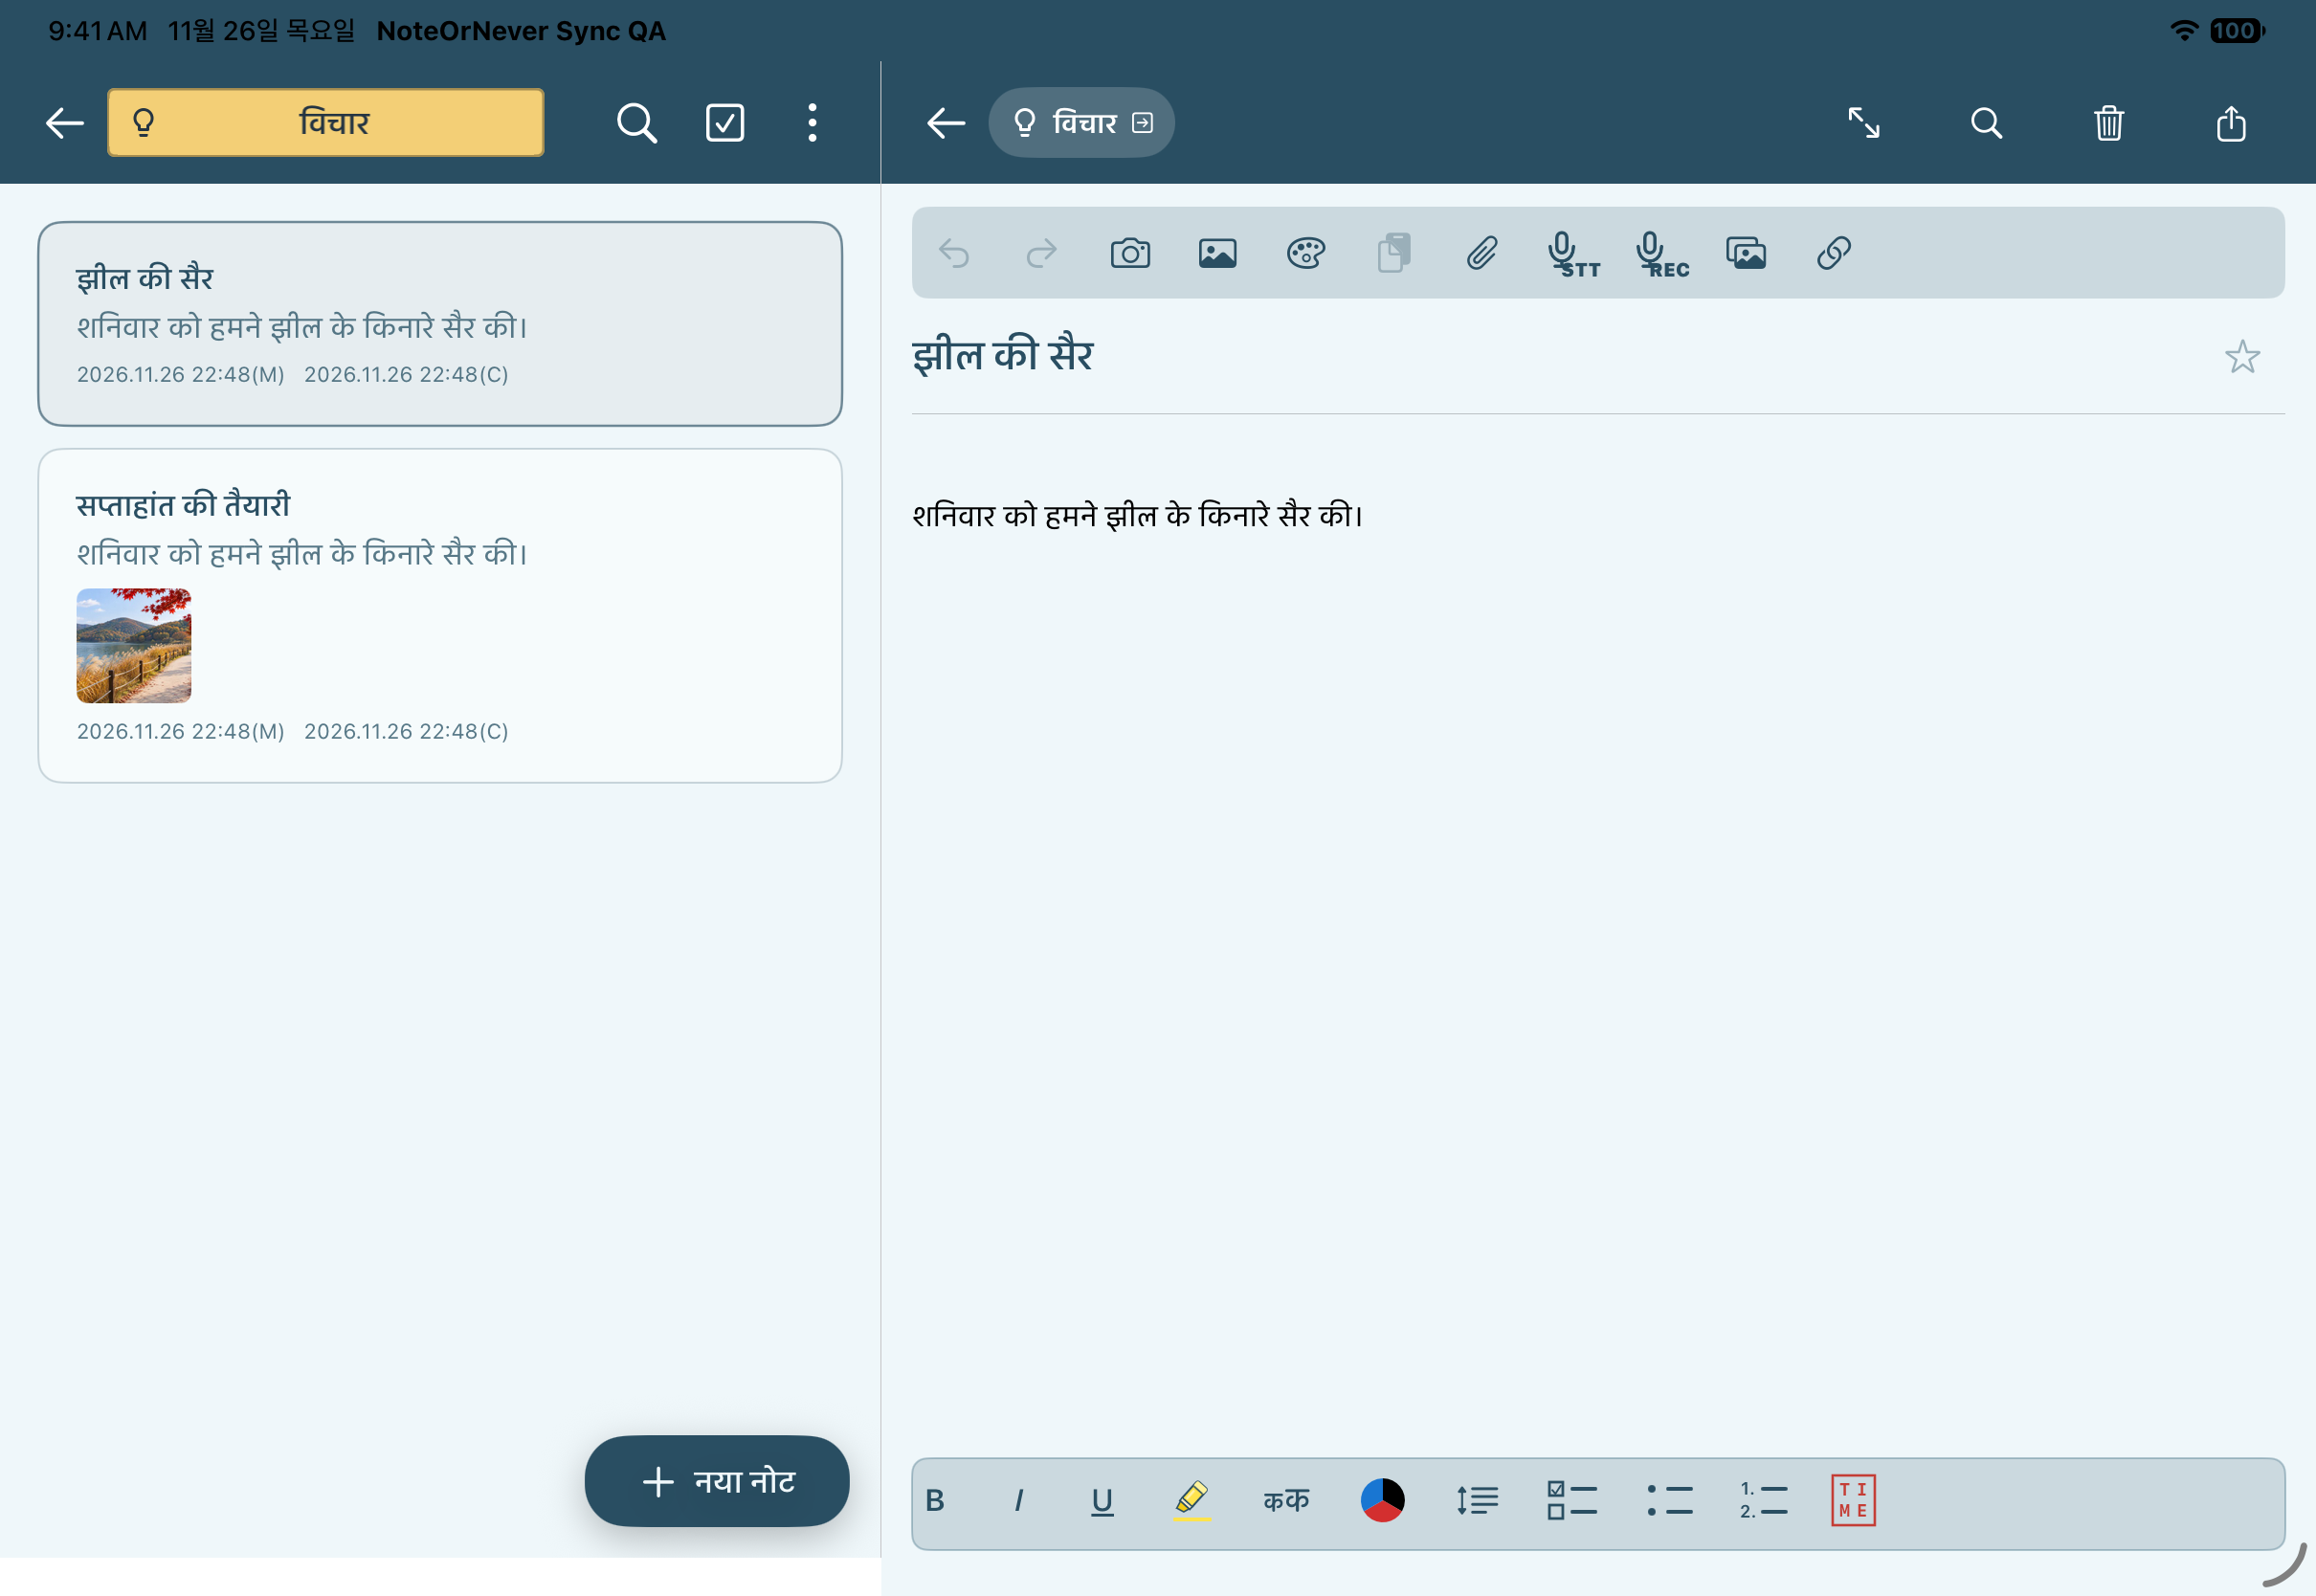 9:41 AM 11월 26일 목요일 NoteOrNever Sync QA
100
विचार
विचार
झील की सैर
शनिवार को हमने झील के किनारे सैर की।
2026.11.26 22:48(M) 2026.11.26 22:48(C)
सप्ताहांत की तैयारी
शनिवार को हमने झील के किनारे सैर की।
2026.11.26 22:48(M) 2026.11.26 22:48(C)
नया नोट
STT
REC
झील की सैर
शनिवार को हमने झील के किनारे सैर की।
B I U कक 1. 2. TIME